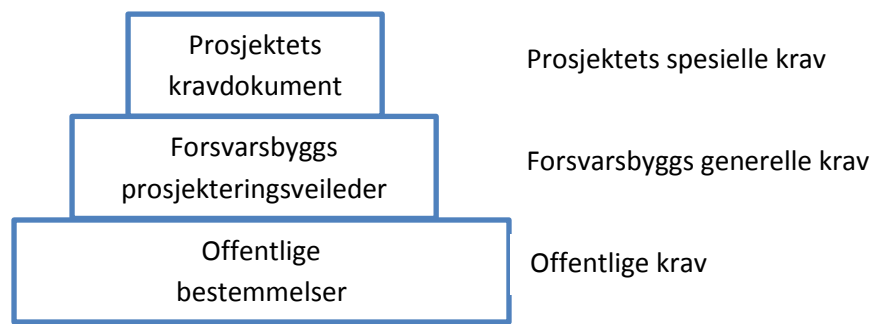 Prosjektets
kravdokument
Prosjektets spesielle krav
Forsvarsbyggs
prosjekteringsveileder
Forsvarsbyggs generelle krav
Offentlige
bestemmelser
Offentlige krav